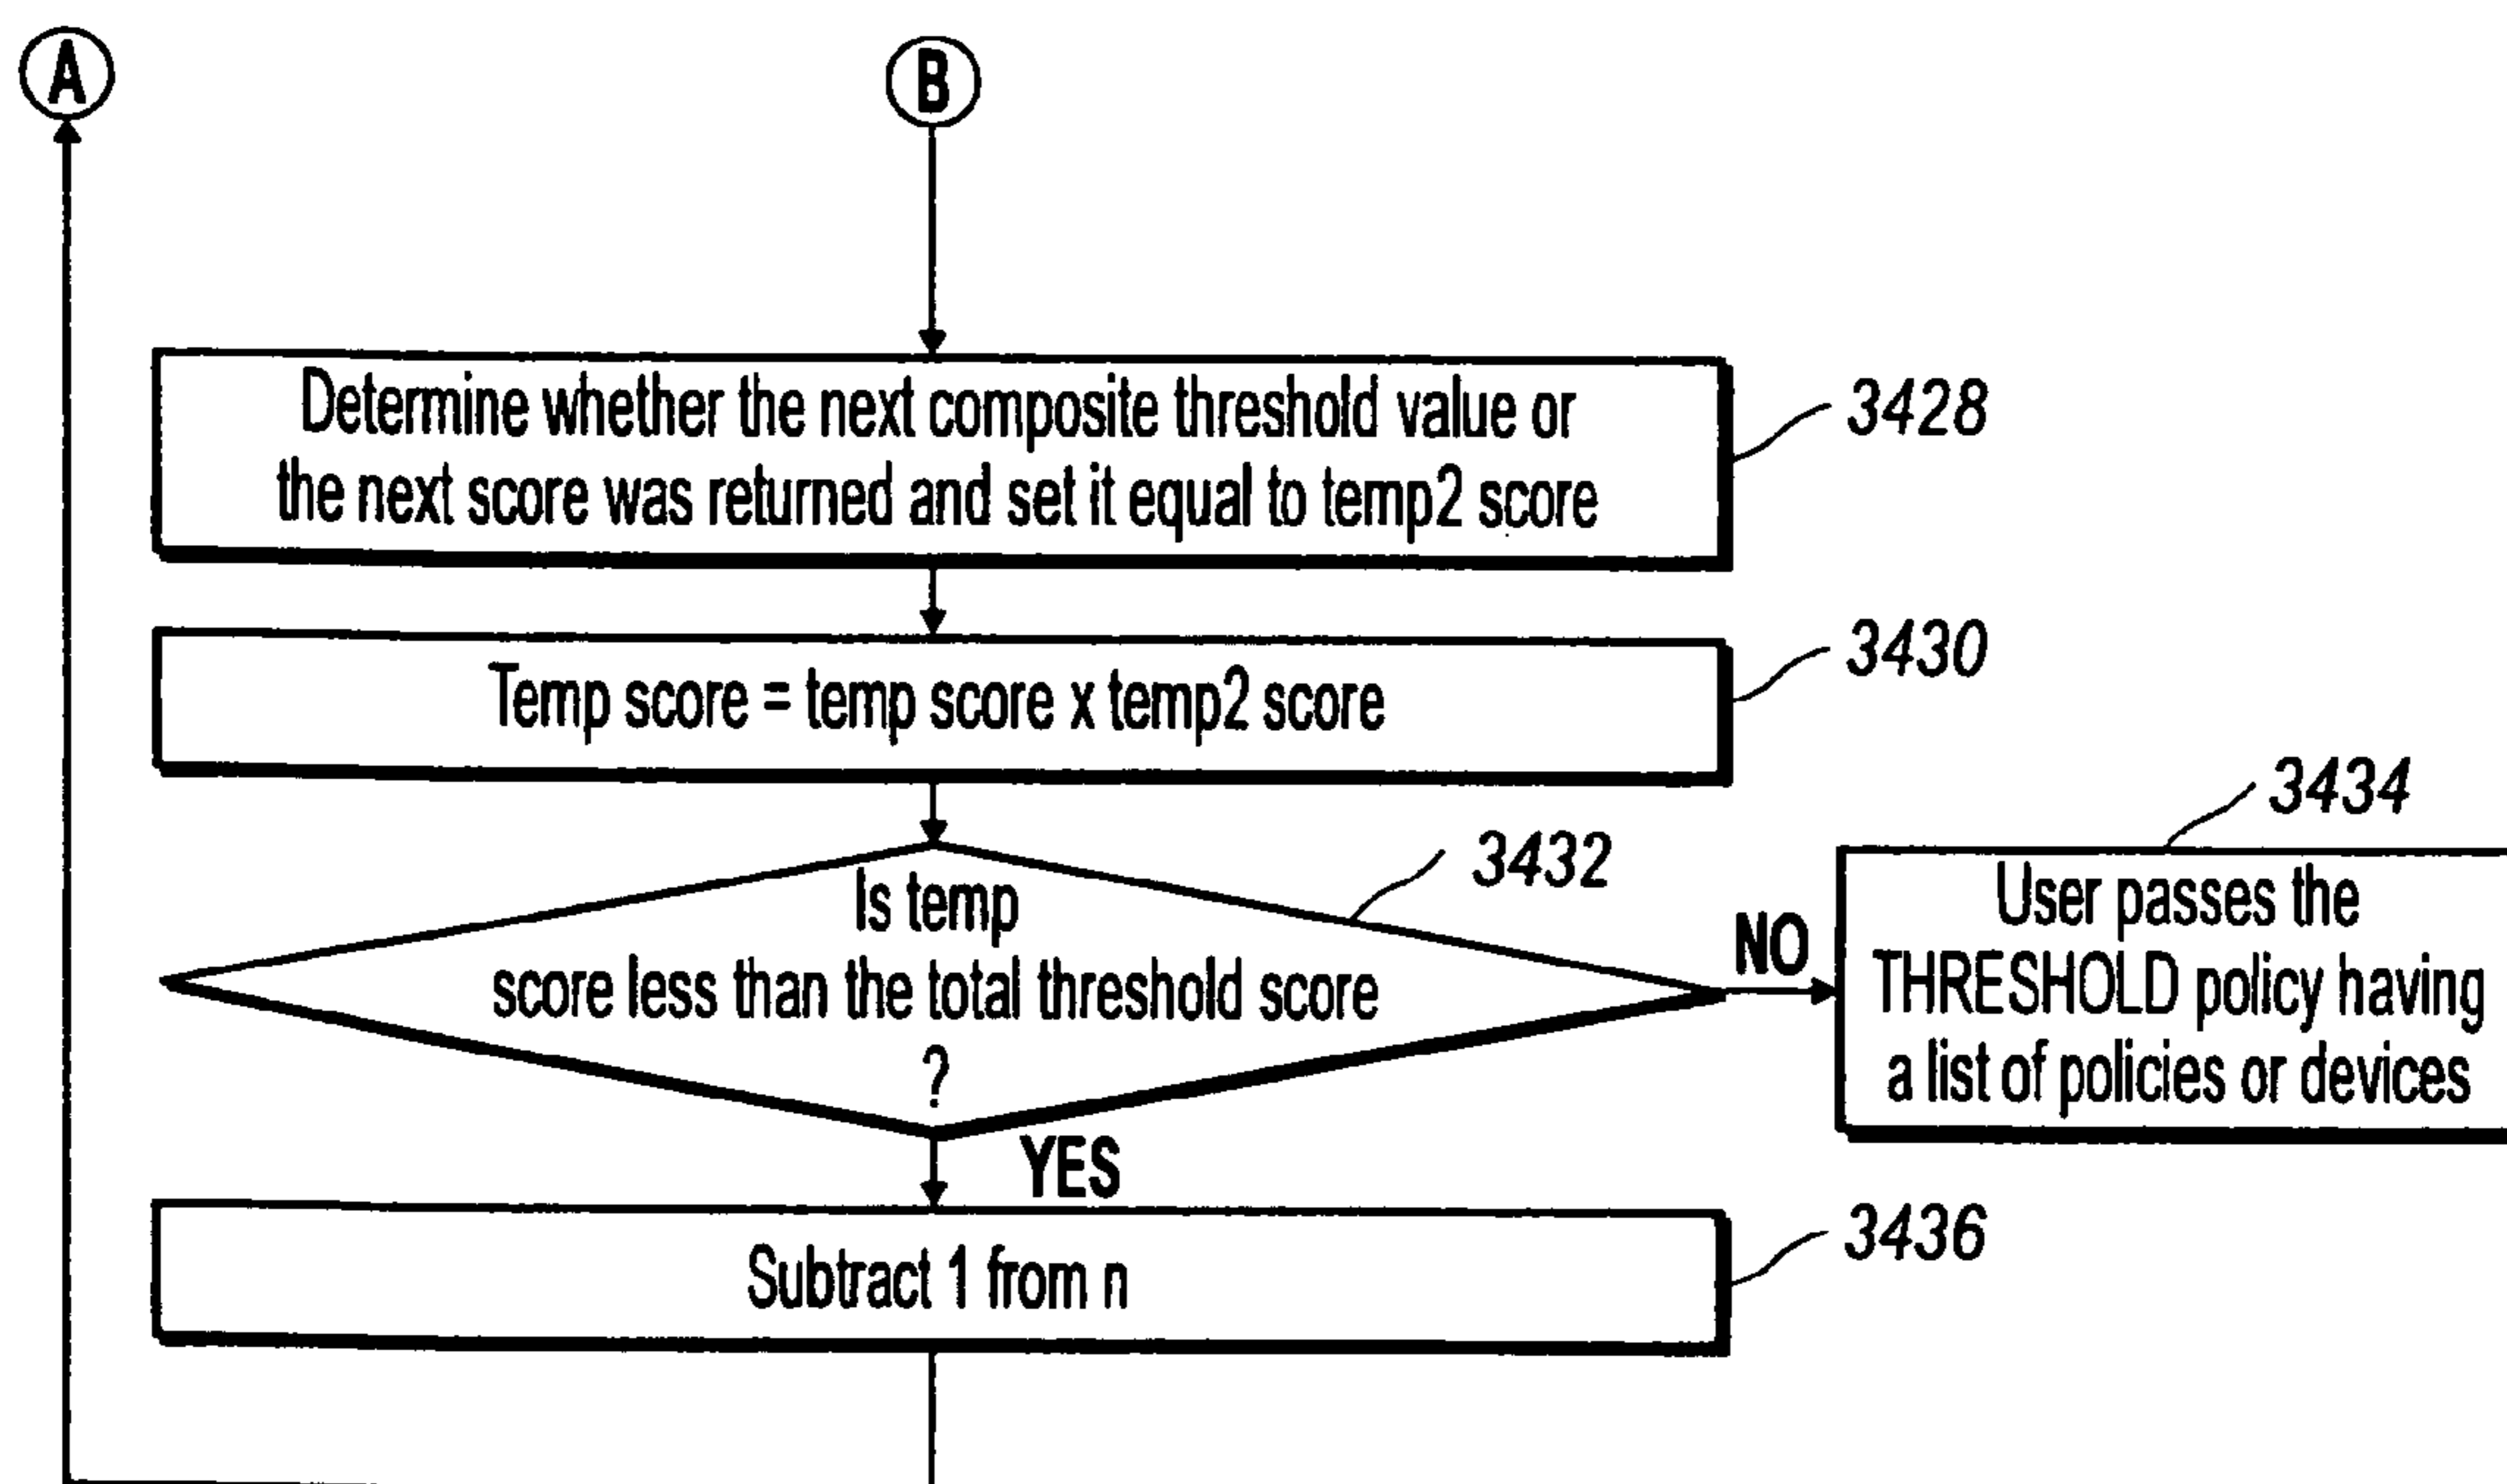 A
B
Determine whether the next composite threshold value or
the next score was returned and set it equal to temp2 score
3428
Temp score = temp score x temp2 score
3430
Is temp
score less than the total threshold score
?
3432
NO
3434
User passes the
THRESHOLD policy having
a list of policies or devices
YES
Subtract 1 from n
3436